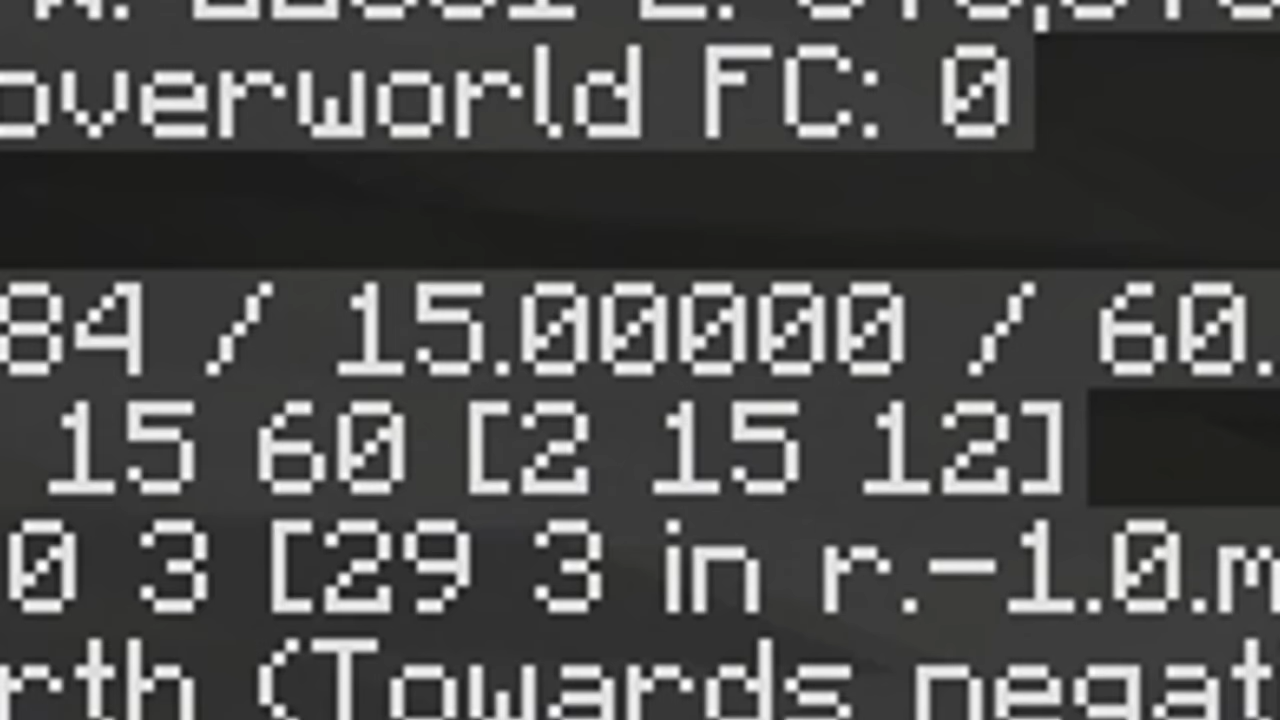 overworld FC: 0
84 / 15.00000 / 60.
15 60 [2 15 12]
0 3 [29 3 in r.-1.0.m
rth (Towards negat